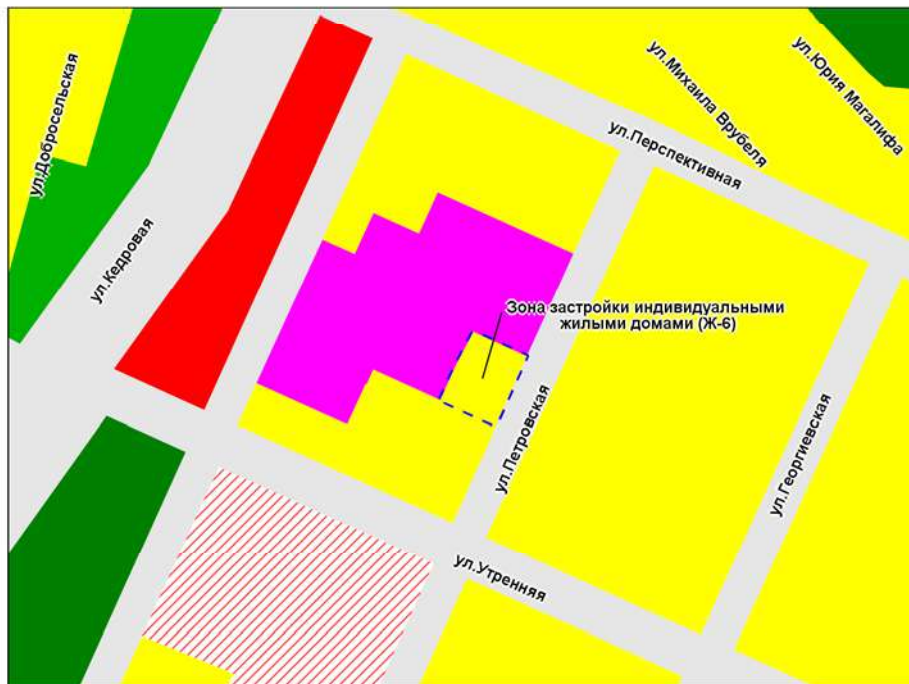 ул.Добросельская
ул.Кедровая
ул.Михаила Врубеля
ул.Юрия Магалифа
ул.Перспективная
Зона застройки индивидуальными
жилыми домами (Ж-6)
ул.Петровская
ул.Георгиевская
ул.Утренняя